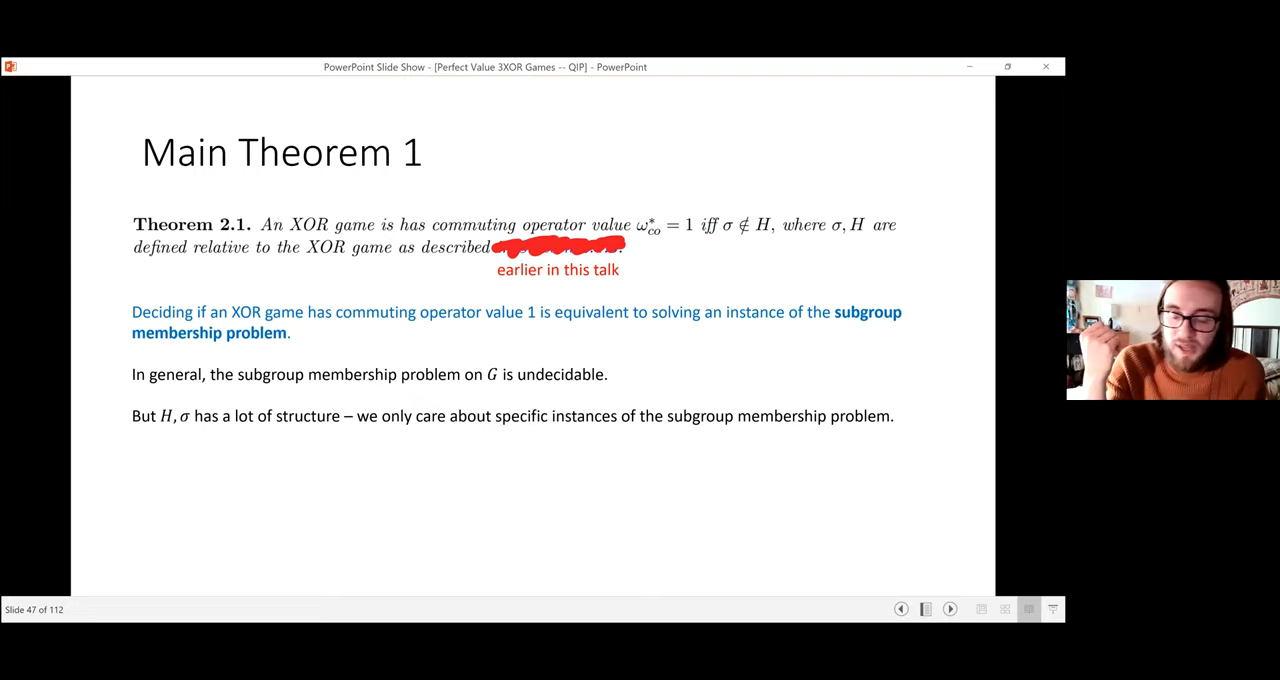 PowerPoint Slide Show - [Perfect Value 3XOR Games -- QIP] - PowerPoint
Main Theorem 1
Theorem 2.1. An XOR game is has commuting operator value ω*co = 1 iff σ ∉ H, where σ, H are
defined relative to the XOR game as described
earlier in this talk
Deciding if an XOR game has commuting operator value 1 is equivalent to solving an instance of the subgroup
membership problem.
In general, the subgroup membership problem on G is undecidable.
But H, σ has a lot of structure – we only care about specific instances of the subgroup membership problem.
Slide 47 of 112